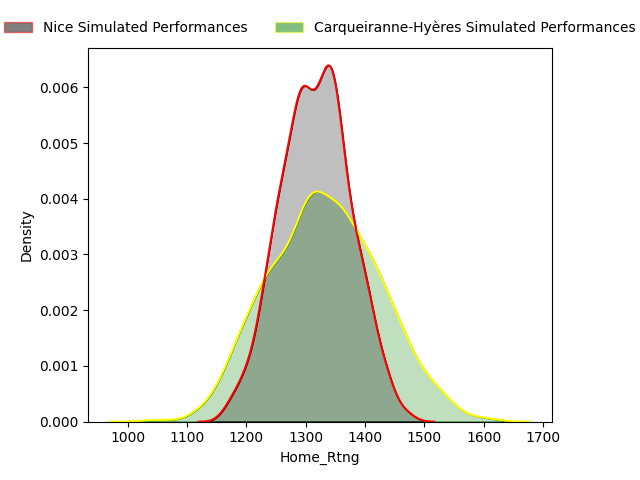 Nice Simulated Performances
Carqueiranne-Hyères Simulated Performances
0.006
0.005
0.004
0.003
0.002
0.001
0.000
Density
1000 1100 1200 1300 1400 1500 1600 1700
Home_Rtng